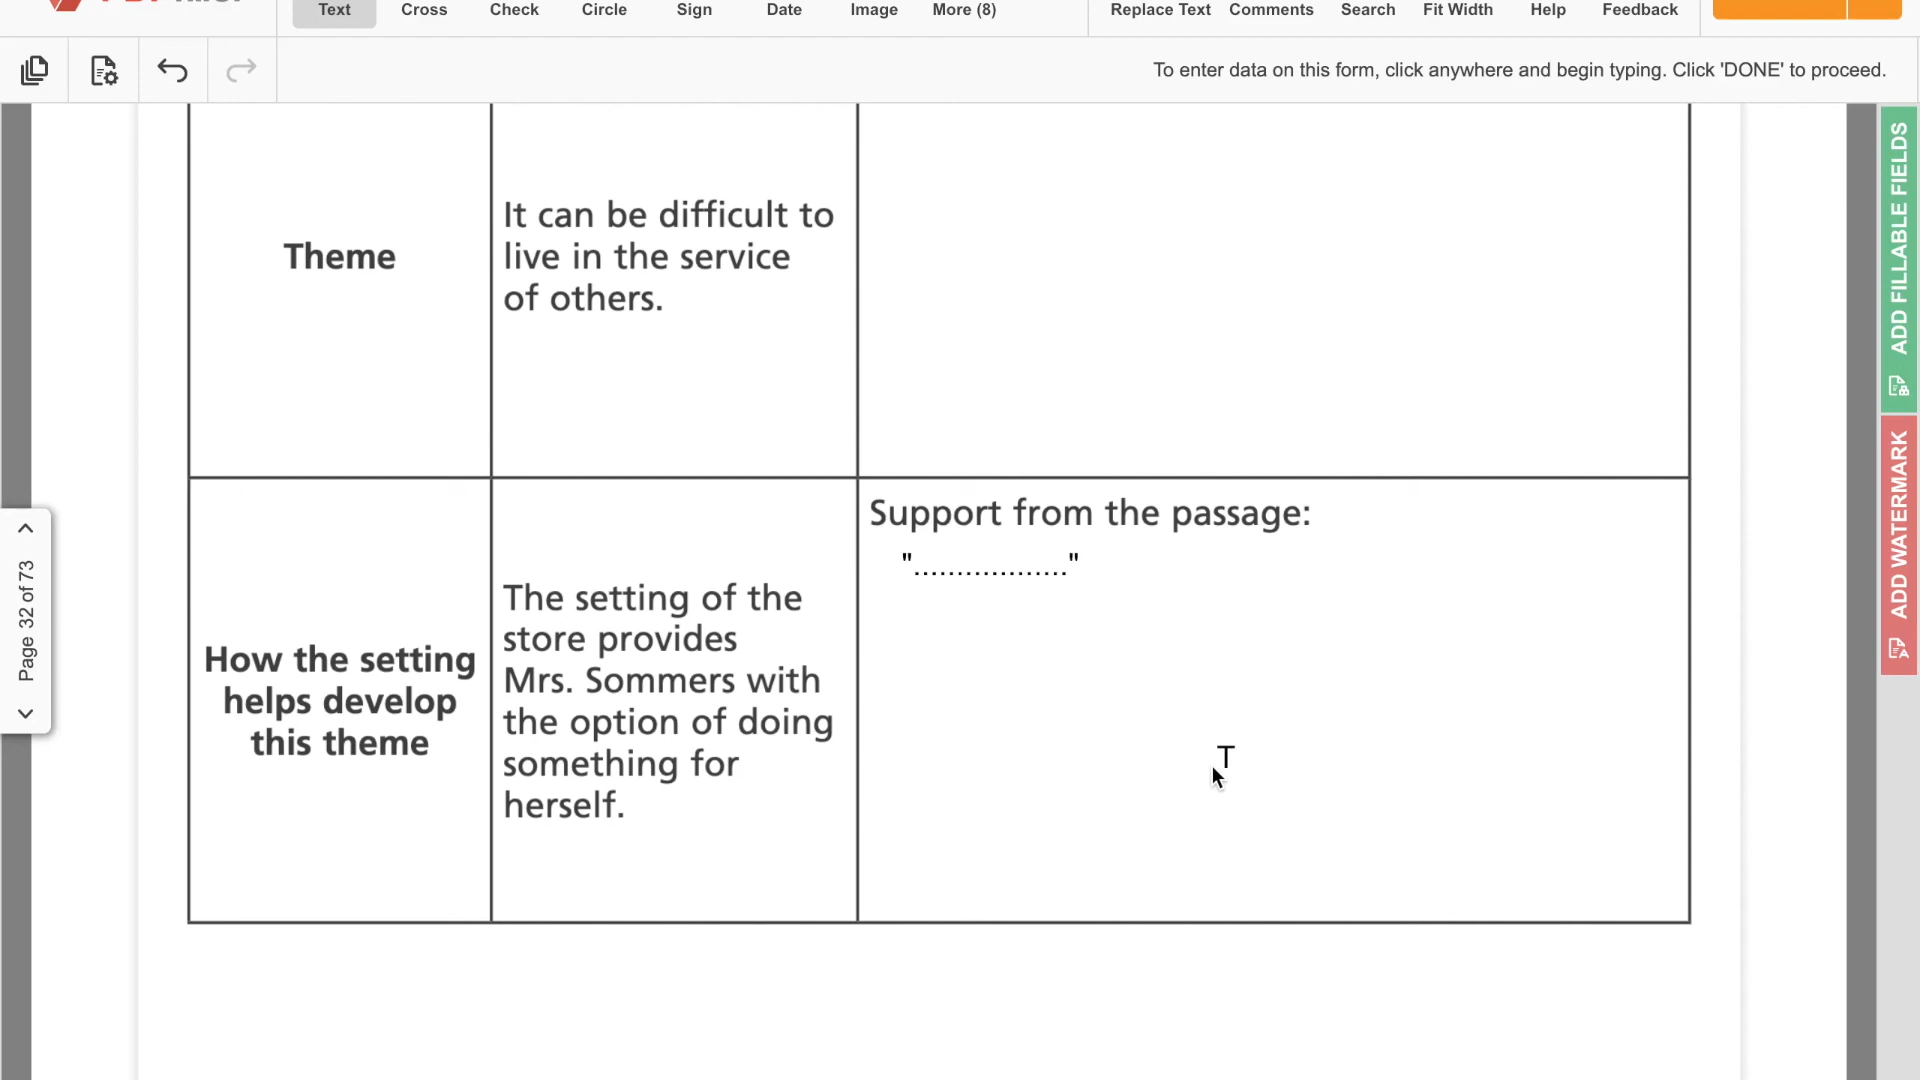 Text Cross Check Circle Sign Date Image More (8) Replace Text Comments Search Fit Width Help Feedback
To enter data on this form, click anywhere and begin typing. Click 'DONE' to proceed.
Theme
It can be difficult to
live in the service
of others.
How the setting
helps develop
this theme
The setting of the
store provides
Mrs. Sommers with
the option of doing
something for
herself.
Support from the passage:
".................."
T
Page 32 of 73
ADD FILLABLE FIELDS
ADD WATERMARK